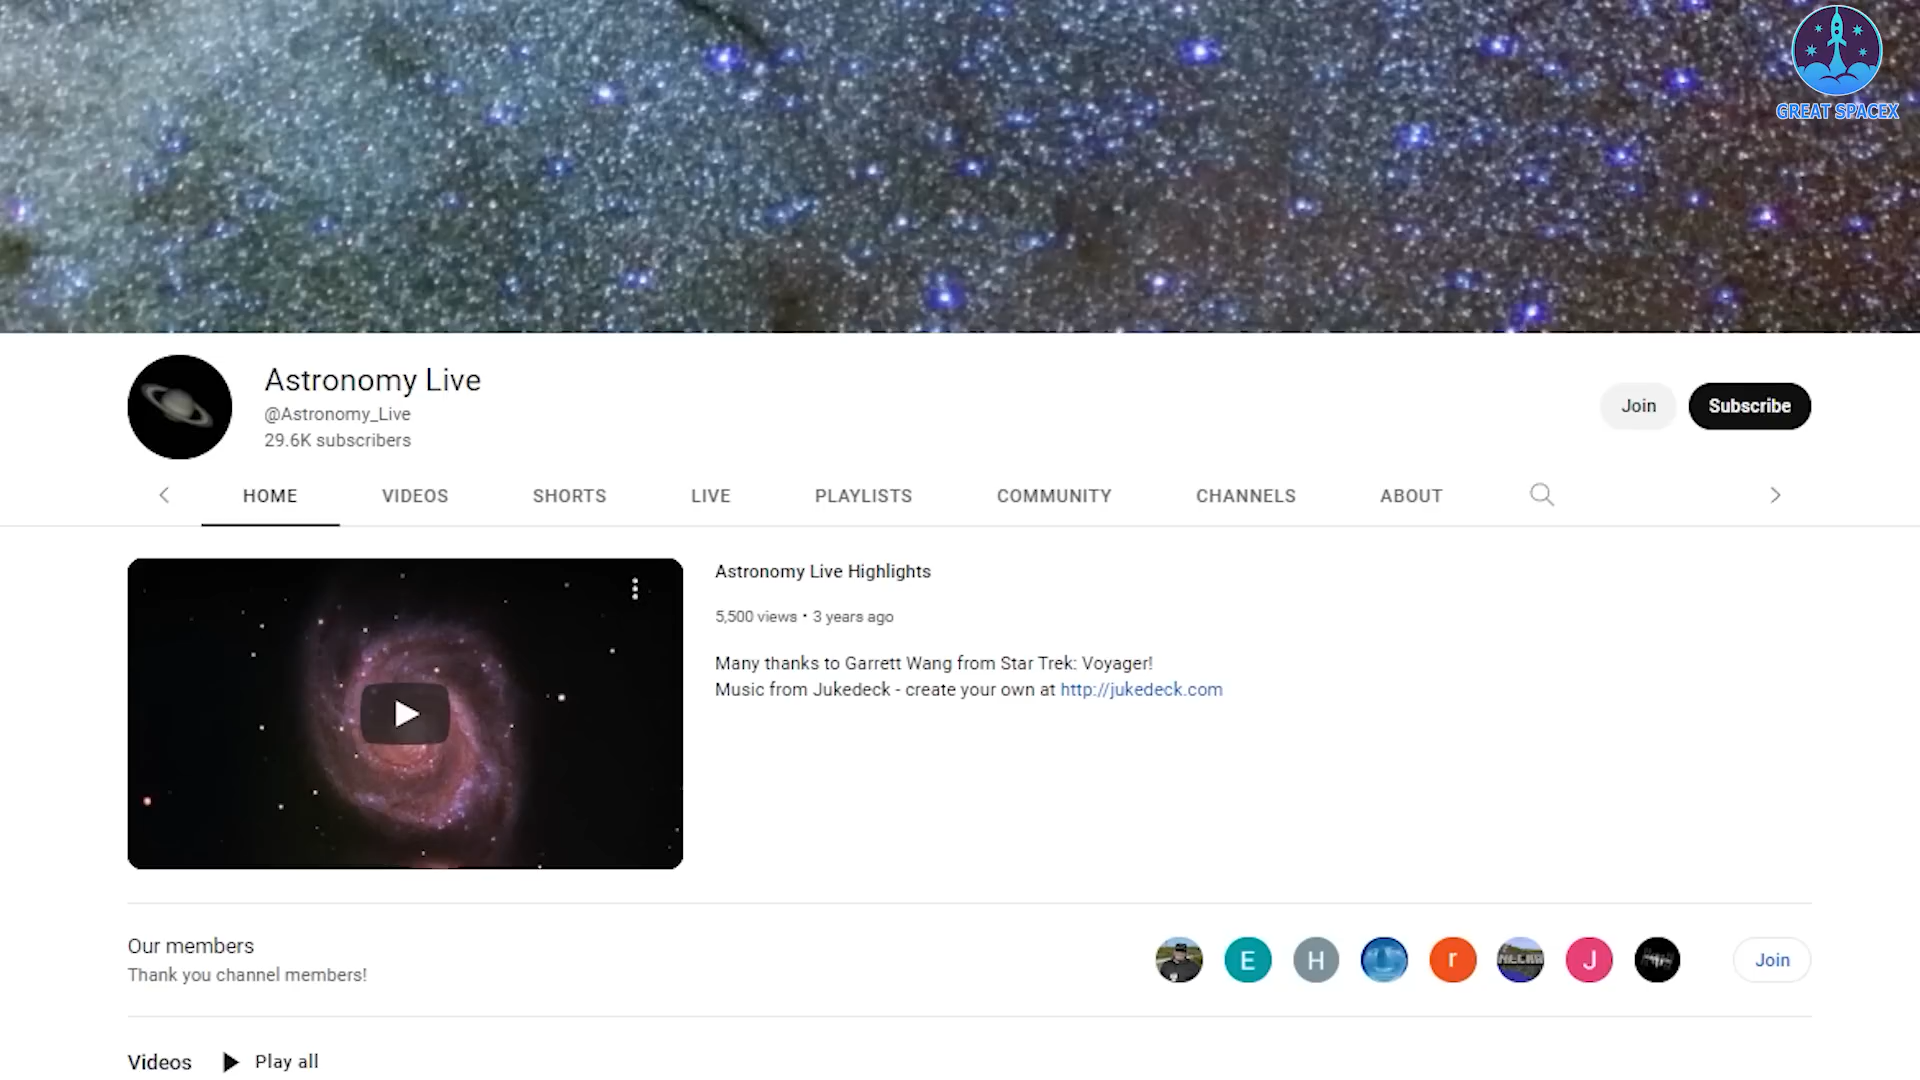 GREAT SPACEX
Astronomy Live
@Astronomy_Live
29.6K subscribers
Join
Subscribe
HOME
VIDEOS
SHORTS
LIVE
PLAYLISTS
COMMUNITY
CHANNELS
ABOUT
Astronomy Live Highlights
5,500 views • 3 years ago
Many thanks to Garrett Wang from Star Trek: Voyager!
Music from Jukedeck - create your own at http://jukedeck.com
Our members
Thank you channel members!
E
H
r
J
Join
Videos
Play all